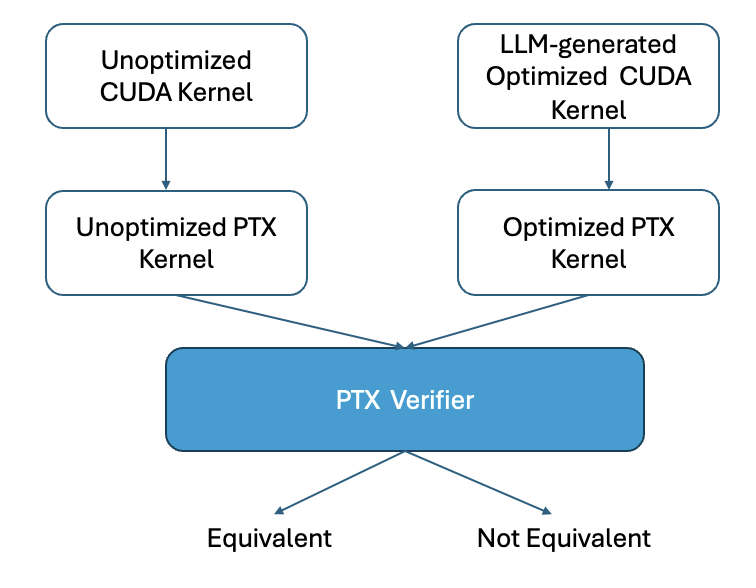 Unoptimized
CUDA Kernel
LLM-generated
Optimized CUDA
Kernel
Unoptimized PTX
Kernel
Optimized PTX
Kernel
PTX Verifier
Equivalent
Not Equivalent